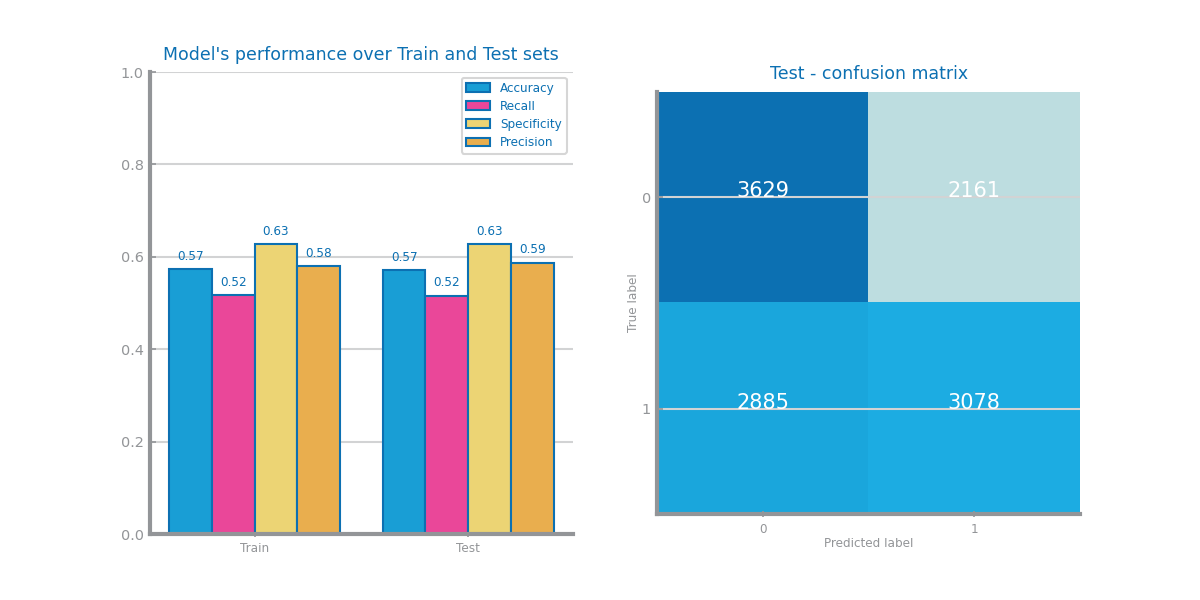 Model's performance over Train and Test sets
1.0
0.8
0.6
0.4
0.2
0.0
Accuracy
Recall
Specificity
Precision
0.57
0.52
0.63
0.58
0.57
0.52
0.63
0.59
Train
Test
Test - confusion matrix
True label
0
1
3629
2161
2885
3078
0
1
Predicted label